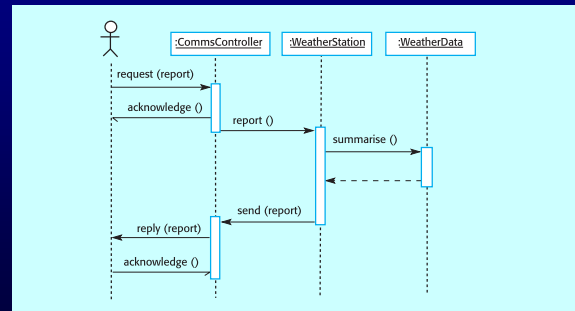 :CommsController
:WeatherStation
:WeatherData
request (report)
acknowledge ()
report ()
summarise ()
send (report)
reply (report)
acknowledge ()